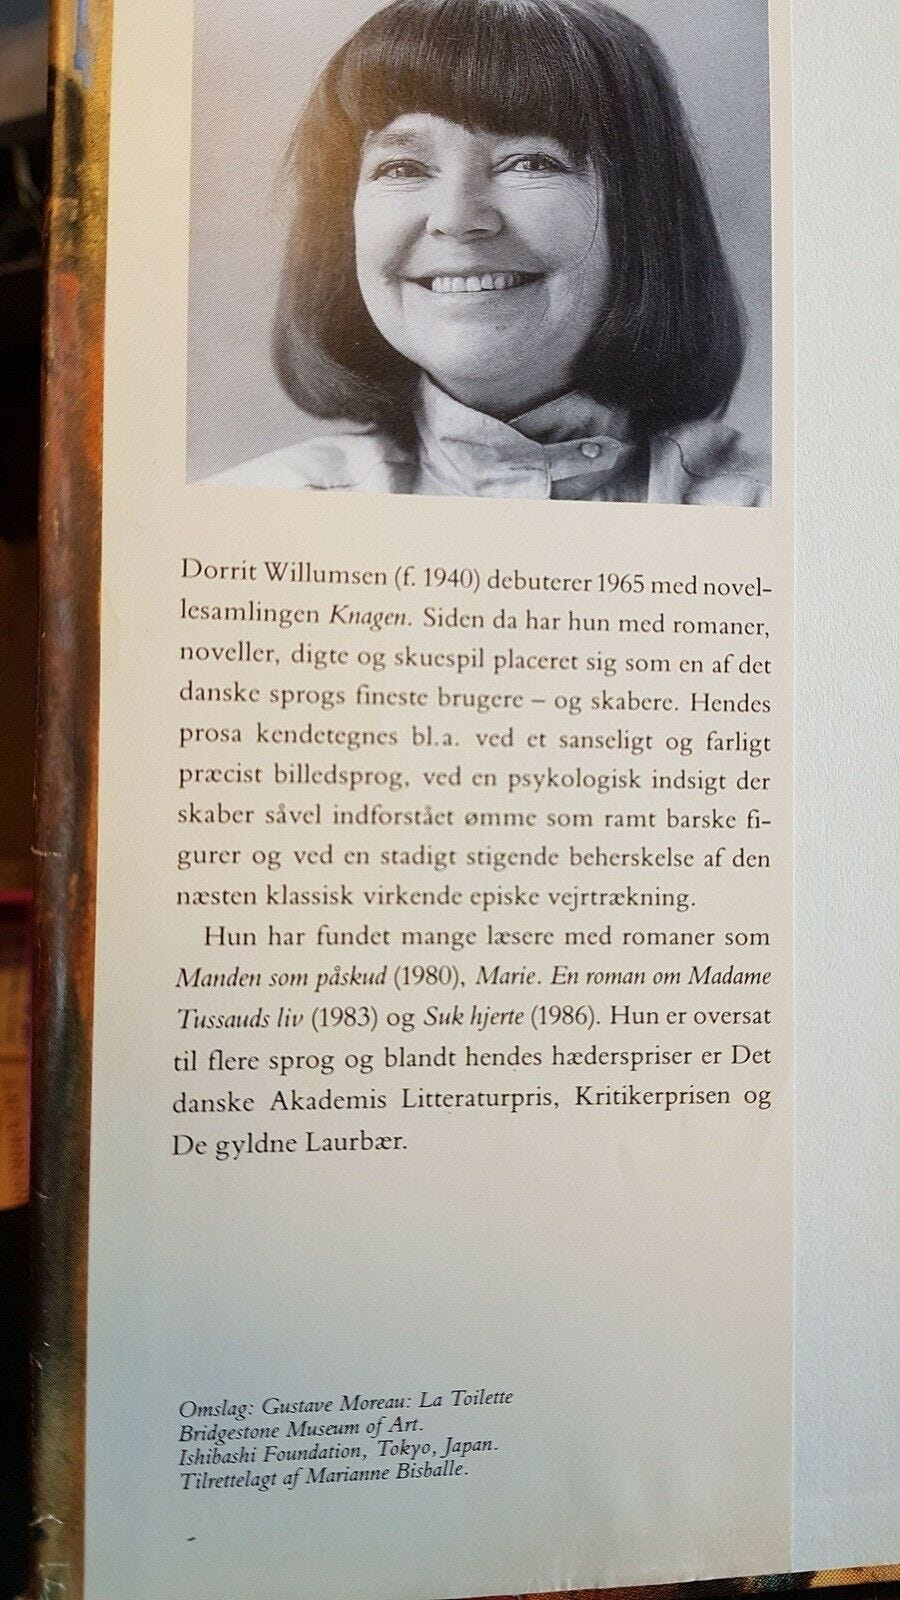 Dorrit Willumsen (f. 1940) debuterer 1965 med novel-
lesamlingen Knagen. Siden da har hun med romaner,
noveller, digte og skuespil placeret sig som en af det
danske sprogs fineste brugere – og skabere. Hendes
prosa kendetegnes bl.a. ved et sanseligt og farligt
præcist billedsprog, ved en psykologisk indsigt der
skaber såvel indforstået ømme som ramt barske fi-
gurer og ved en stadigt stigende beherskelse af den
næsten klassisk virkende episke vejrtrækning.
Hun har fundet mange læsere med romaner som
Manden som påskud (1980), Marie. En roman om Madame
Tussauds liv (1983) og Suk hjerte (1986). Hun er oversat
til flere sprog og blandt hendes hæderspriser er Det
danske Akademis Litteraturpris, Kritikerprisen og
De gyldne Laurbær.
Omslag: Gustave Moreau: La Toilette
Bridgestone Museum of Art.
Ishibashi Foundation, Tokyo, Japan.
Tilrettelagt af Marianne Bisballe.